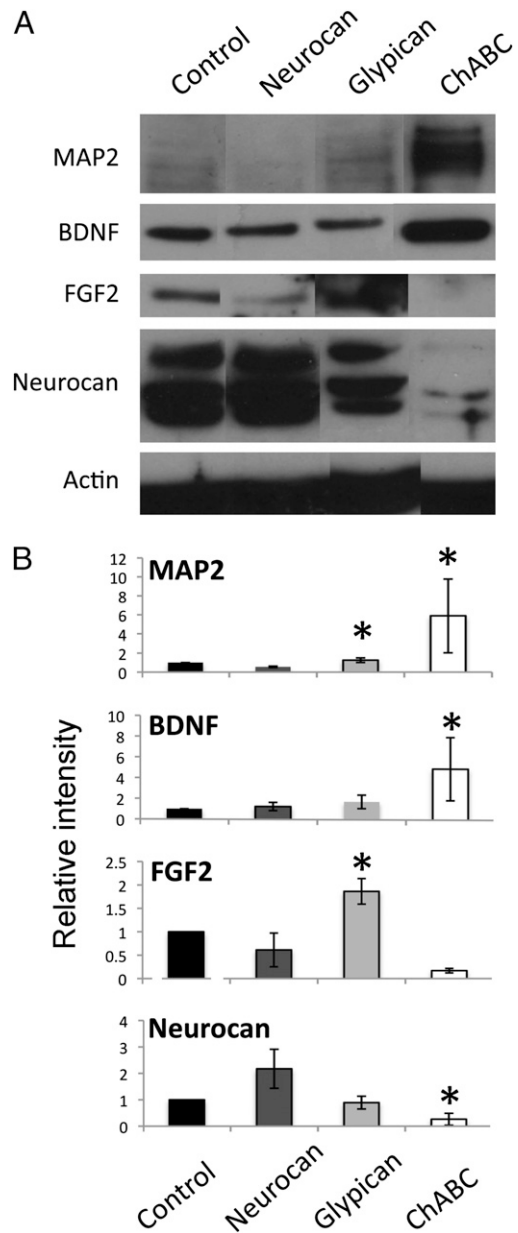 A
Control Neurocan Glypican ChABC
MAP2
BDNF
FGF2
Neurocan
Actin
B
Relative intensity
MAP2
*
*
12
10
8
6
4
2
0
BDNF
*
10
8
6
4
2
0
FGF2
*
2.5
2
1.5
1
0.5
0
Neurocan
*
4
3
2
1
0
Control Neurocan Glypican ChABC